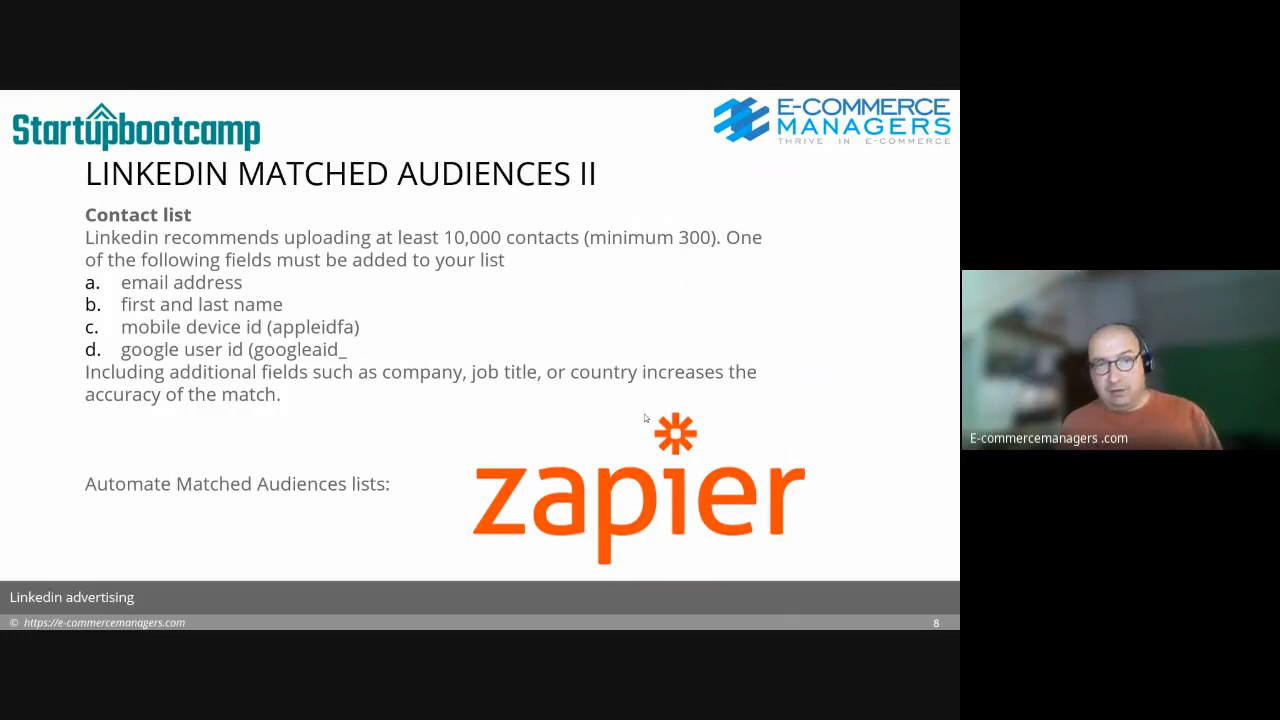 Startupbootcamp
E-COMMERCE
MANAGERS
THRIVE IN E-COMMERCE
LINKEDIN MATCHED AUDIENCES II
Contact list
Linkedin recommends uploading at least 10,000 contacts (minimum 300). One
of the following fields must be added to your list
a. email address
b. first and last name
c. mobile device id (appleidfa)
d. google user id (googleaid_
Including additional fields such as company, job title, or country increases the
accuracy of the match.
Automate Matched Audiences lists:
zapier
E-commercemanagers .com
Linkedin advertising
© https://e-commercemanagers.com
8